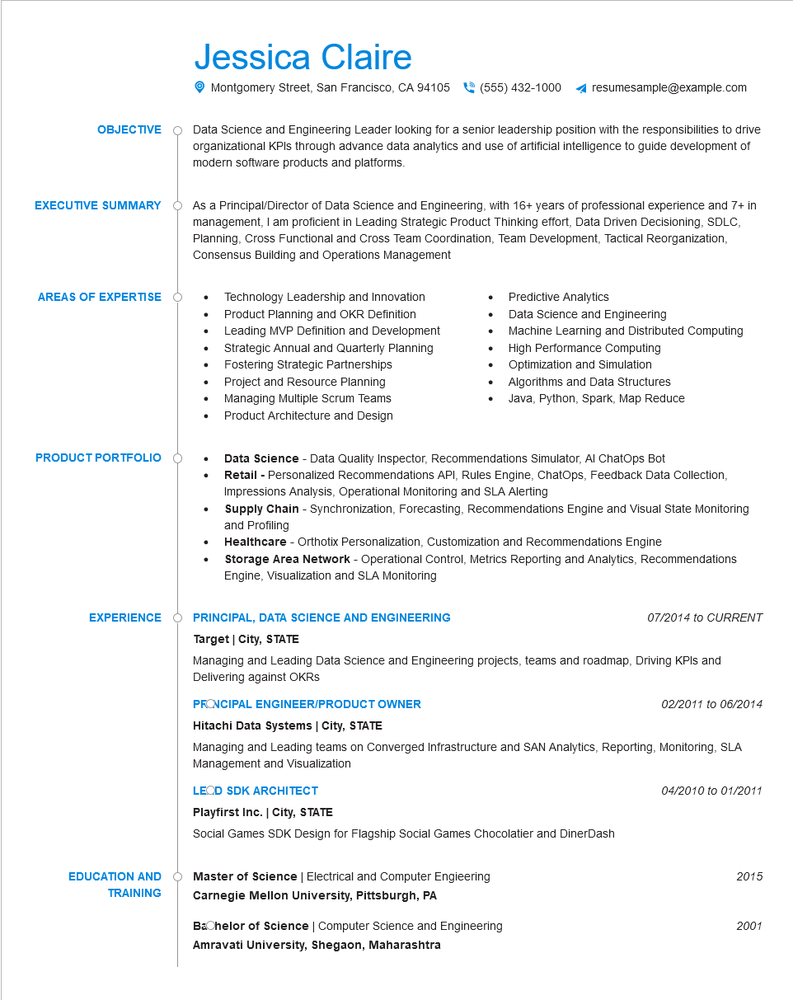 Jessica Claire
Montgomery Street, San Francisco, CA 94105 (555) 432-1000 resumesample@example.com
OBJECTIVE
Data Science and Engineering Leader looking for a senior leadership position with the responsibilities to drive
organizational KPIs through advance data analytics and use of artificial intelligence to guide development of
modern software products and platforms.
EXECUTIVE SUMMARY
As a Principal/Director of Data Science and Engineering, with 16+ years of professional experience and 7+ in
management, I am proficient in Leading Strategic Product Thinking effort, Data Driven Decisioning, SDLC,
Planning, Cross Functional and Cross Team Coordination, Team Development, Tactical Reorganization,
Consensus Building and Operations Management
AREAS OF EXPERTISE
• Technology Leadership and Innovation
• Product Planning and OKR Definition
• Leading MVP Definition and Development
• Strategic Annual and Quarterly Planning
• Fostering Strategic Partnerships
• Project and Resource Planning
• Managing Multiple Scrum Teams
• Product Architecture and Design
• Predictive Analytics
• Data Science and Engineering
• Machine Learning and Distributed Computing
• High Performance Computing
• Optimization and Simulation
• Algorithms and Data Structures
• Java, Python, Spark, Map Reduce
PRODUCT PORTFOLIO
• Data Science - Data Quality Inspector, Recommendations Simulator, AI ChatOps Bot
• Retail - Personalized Recommendations API, Rules Engine, ChatOps, Feedback Data Collection,
Impressions Analysis, Operational Monitoring and SLA Alerting
• Supply Chain - Synchronization, Forecasting, Recommendations Engine and Visual State Monitoring
and Profiling
• Healthcare - Orthotix Personalization, Customization and Recommendations Engine
• Storage Area Network - Operational Control, Metrics Reporting and Analytics, Recommendations
Engine, Visualization and SLA Monitoring
EXPERIENCE
PRINCIPAL, DATA SCIENCE AND ENGINEERING 07/2014 to CURRENT
Target | City, STATE
Managing and Leading Data Science and Engineering projects, teams and roadmap, Driving KPIs and
Delivering against OKRs
PRINCIPAL ENGINEER/PRODUCT OWNER 02/2011 to 06/2014
Hitachi Data Systems | City, STATE
Managing and Leading teams on Converged Infrastructure and SAN Analytics, Reporting, Monitoring, SLA
Management and Visualization
LEAD SDK ARCHITECT 04/2010 to 01/2011
Playfirst Inc. | City, STATE
Social Games SDK Design for Flagship Social Games Chocolatier and DinerDash
EDUCATION AND
TRAINING
Master of Science | Electrical and Computer Engieering 2015
Carnegie Mellon University, Pittsburgh, PA
Bachelor of Science | Computer Science and Engineering 2001
Amravati University, Shegaon, Maharashtra